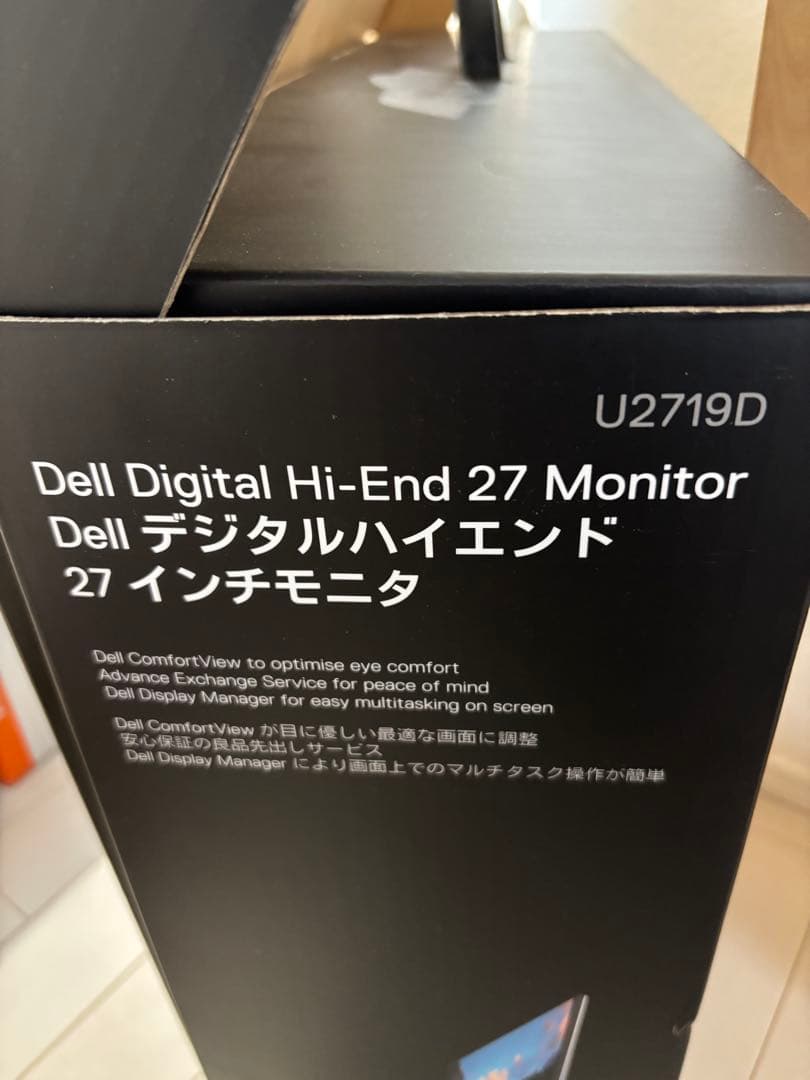 U2719D
Dell Digital Hi-End 27 Monitor
Dell デジタルハイエンド
27 インチモニタ
Dell ComfortView to optimise eye comfort
Advance Exchange Service for peace of mind
Dell Display Manager for easy multitasking on screen
Dell ComfortView が目に優しい最適な画面に調整
安心保証の良品先出しサービス
Dell Display Manager により画面上でのマルチタスク操作が簡単